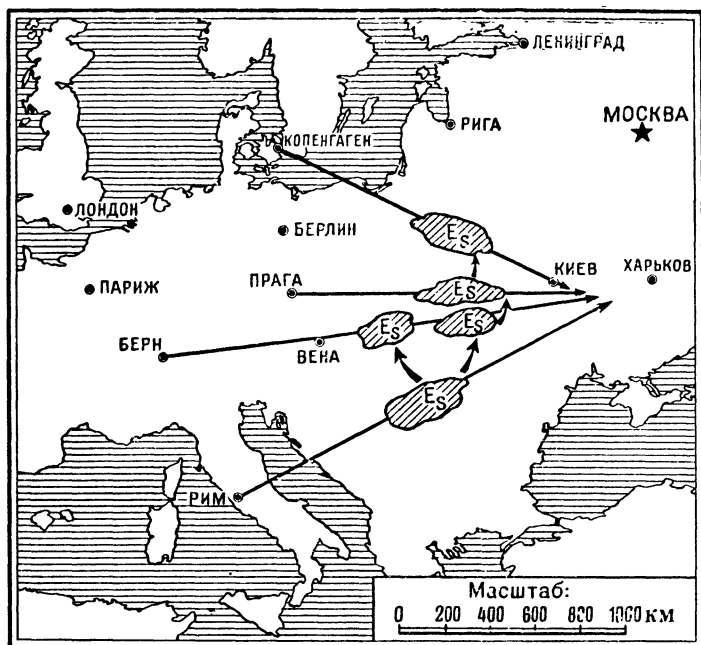 ЛЕНИНГРАД
МОСКВА
РИГА
КОПЕНГАГЕН
ЛОНДОН
БЕРЛИН
Es
КИЕВ
ХАРЬКОВ
ПАРИЖ
ПРАГА
Es
Es
Es
БЕРН
ВЕНА
Es
РИМ
Масштаб:
0 200 400 600 800 1000 км